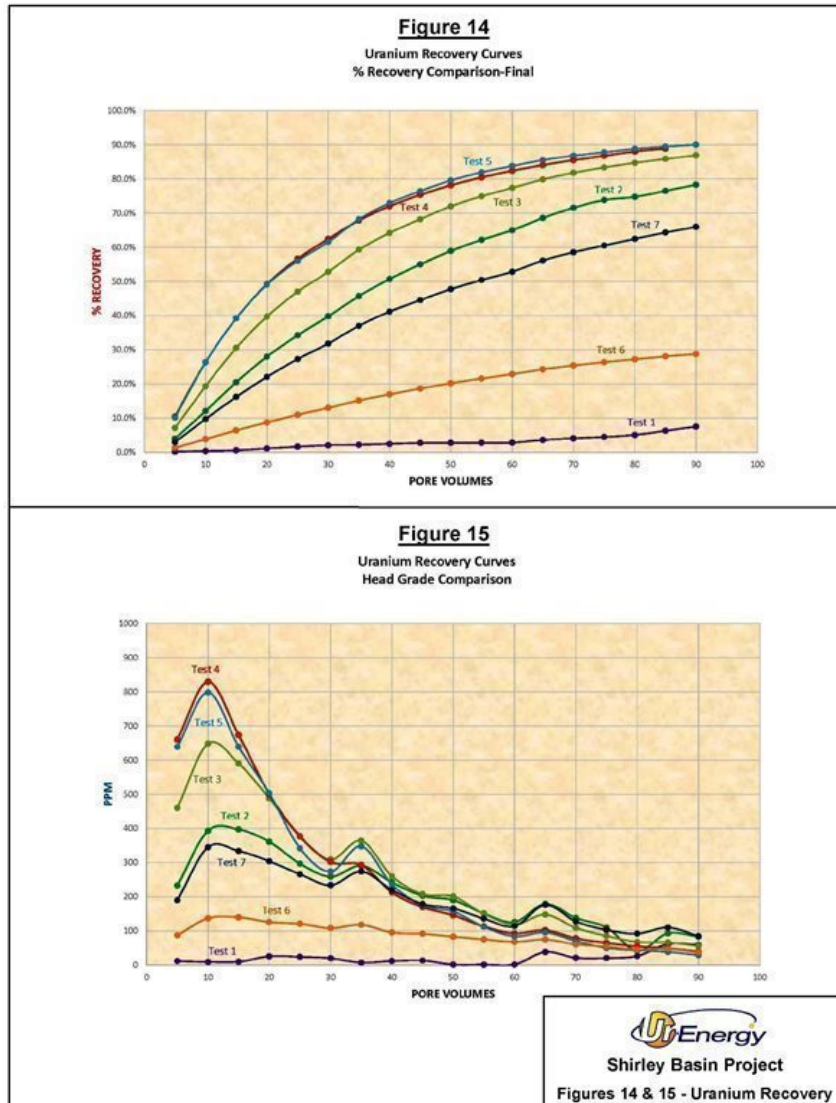 Figure 14
Uranium Recovery Curves
% Recovery Comparison-Final
100.0%
90.0%
80.0%
70.0%
60.0%
50.0%
40.0%
30.0%
20.0%
10.0%
0.0%
% RECOVERY
Test 5
Test 4
Test 3
Test 2
Test 7
Test 6
Test 1
0 10 20 30 40 50 60 70 80 90 100
PORE VOLUMES
Figure 15
Uranium Recovery Curves
Head Grade Comparison
1000
900
800
700
600
500
400
300
200
100
0
PPM
Test 4
Test 5
Test 3
Test 2
Test 7
Test 6
Test 1
0 10 20 30 40 50 60 70 80 90 100
PORE VOLUMES
Ur Energy
Shirley Basin Project
Figures 14 & 15 - Uranium Recovery